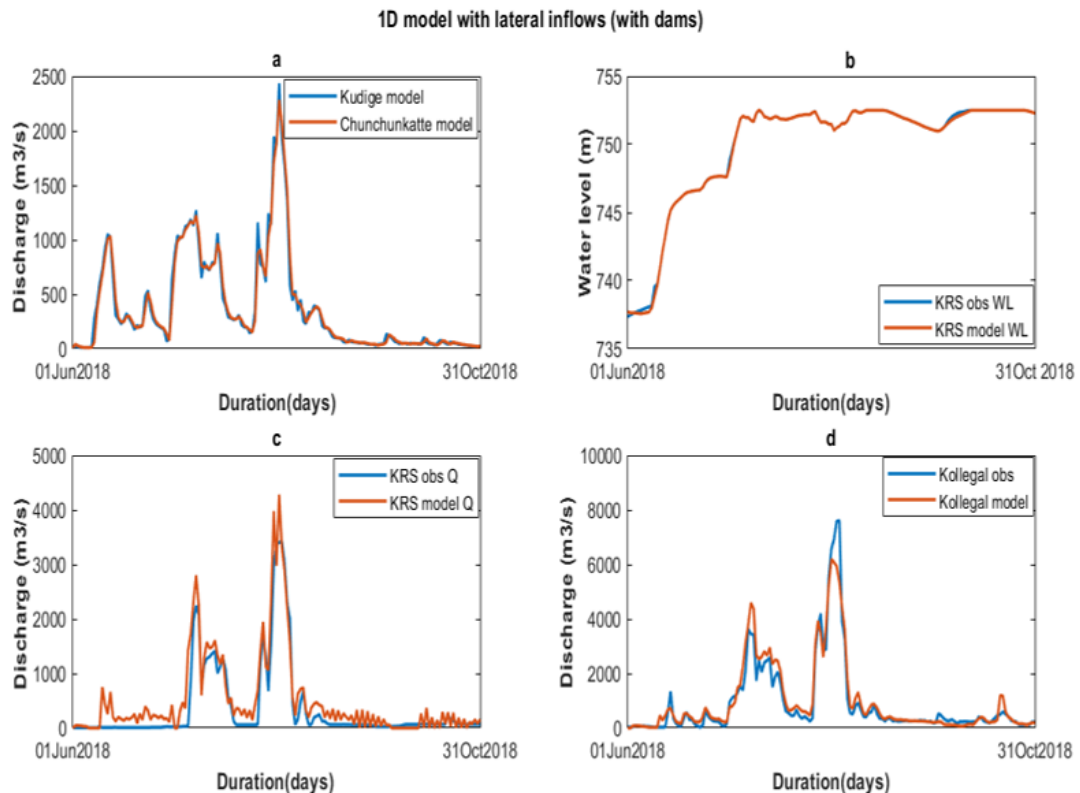 1D model with lateral inflows (with dams)
a
2500
2000
1500
1000
500
0
Discharge (m3/s)
Kudige model
Chunchunkatte model
01Jun2018
31Oct2018
Duration(days)
b
755
750
745
740
735
Water level (m)
KRS obs WL
KRS model WL
01Jun2018
31Oct 2018
Duration(days)
c
5000
4000
3000
2000
1000
0
Discharge (m3/s)
KRS obs Q
KRS model Q
01Jun2018
31Oct2018
Duration(days)
d
10000
8000
6000
4000
2000
0
Discharge (m3/s)
Kollegal obs
Kollegal model
01Jun2018
31Oct2018
Duration(days)